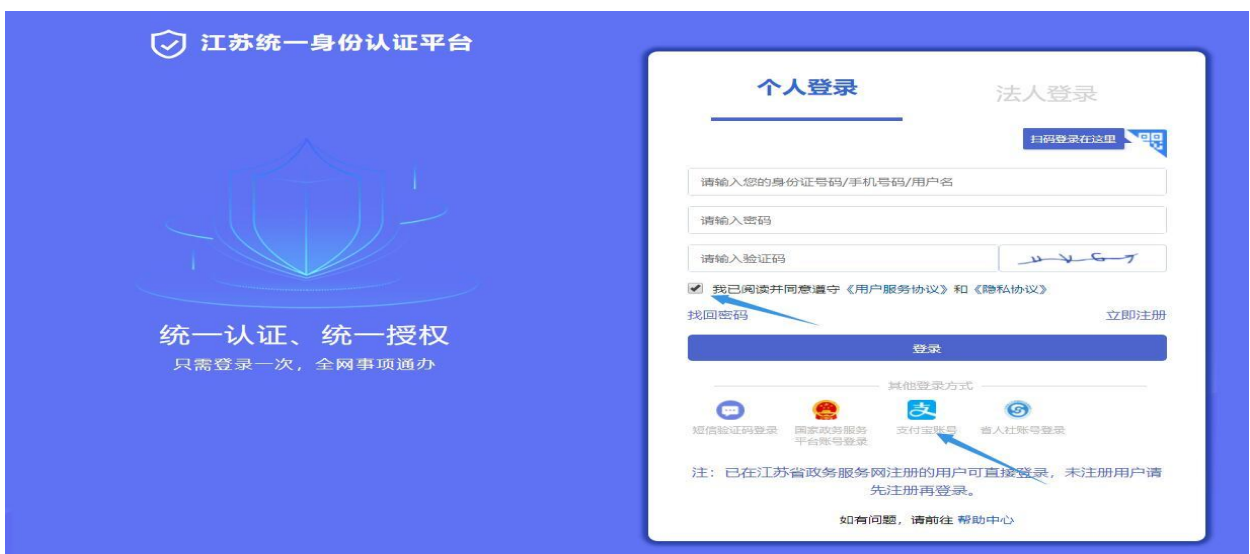 江苏统一身份认证平台
个人登录
法人登录
扫码登录在这里
请输入您的身份证号码/手机号码/用户名
请输入密码
请输入验证码
我已阅读并同意遵守《用户服务协议》和《隐私协议》
找回密码
立即注册
登录
统一认证、统一授权
只需登录一次，全网事项通办
其他登录方式
短信验证码登录
国家政务服务
平台账号登录
支付宝账号
省人社账号登录
注：已在江苏省政务服务网注册的用户可直接登录，未注册用户请
先注册再登录。
如有问题，请前往 帮助中心